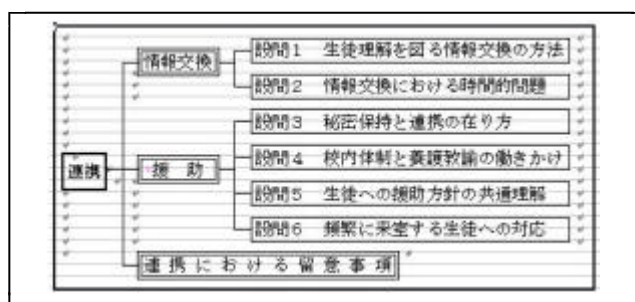 情報交換
設問1 生徒理解を図る情報交換の方法
設問2 情報交換における時間的問題
設問3 秘密保持と連携の在り方
連携
援 助
設問4 校内体制と養護教諭の働きかけ
設問5 生徒への援助方針の共通理解
設問6 頻繁に来室する生徒への対応
連携における留意事項